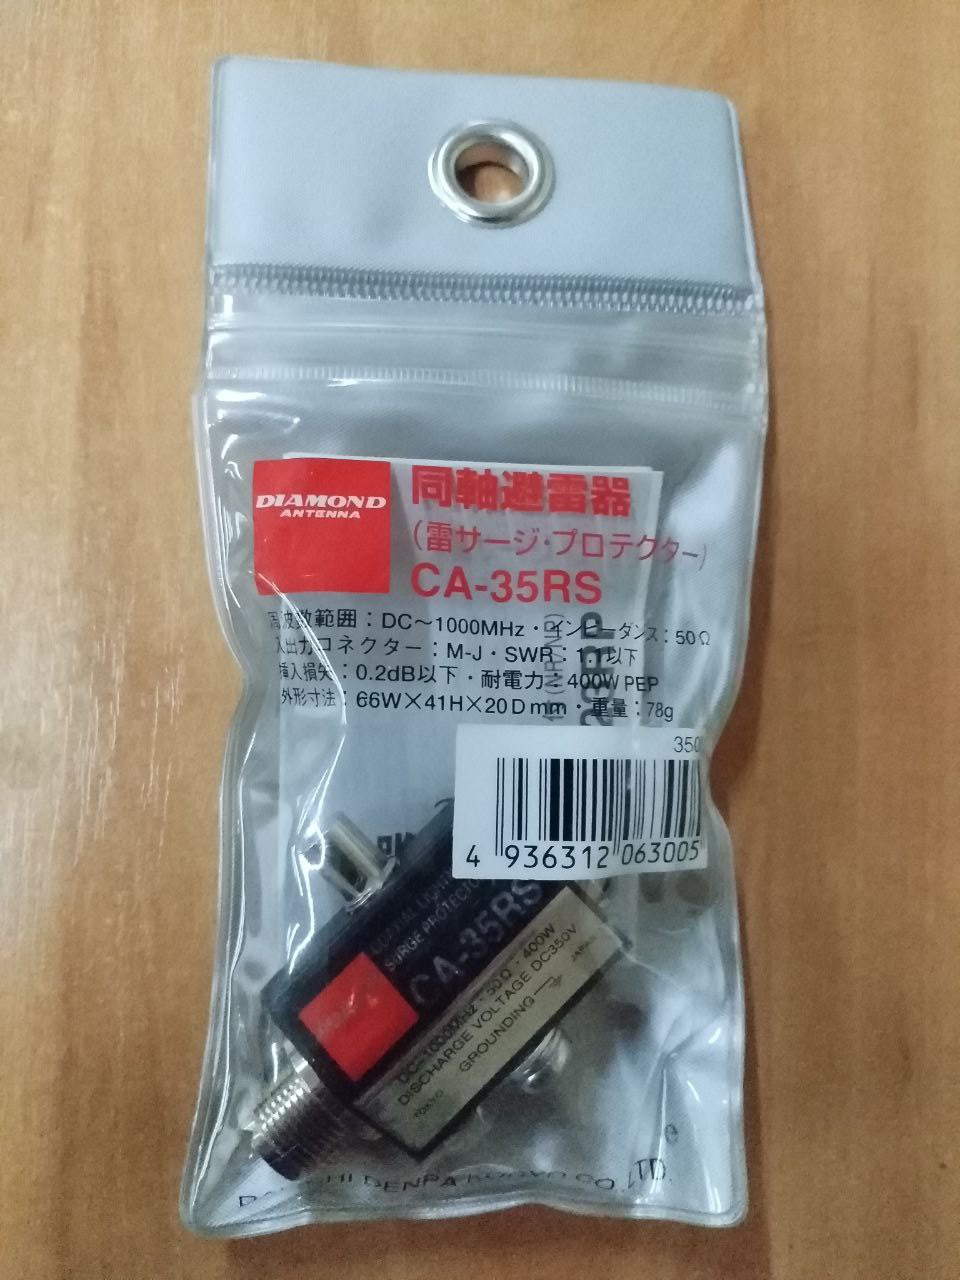 DIAMOND
ANTENNA
同軸避雷器
(雷サージ・プロテクター)
CA-35RS
周波数範囲：DC〜1000MHz・インピーダンス：50Ω
入出力コネクター：M-J・SWR：1.1以下
挿入損失：0.2dB以下・耐電力：400W PEP
外形寸法：66W×41H×20Dmm・重量：78g
350
4 936312 063005
COAXIAL
SURGE PROTECTOR
CA-35RS
DC~1000MHz・50Ω・400W
DISCHARGE VOLTAGE DC350V
GROUNDING
TOKYO
JAPAN
DENPA KOGYO CO.,LTD.